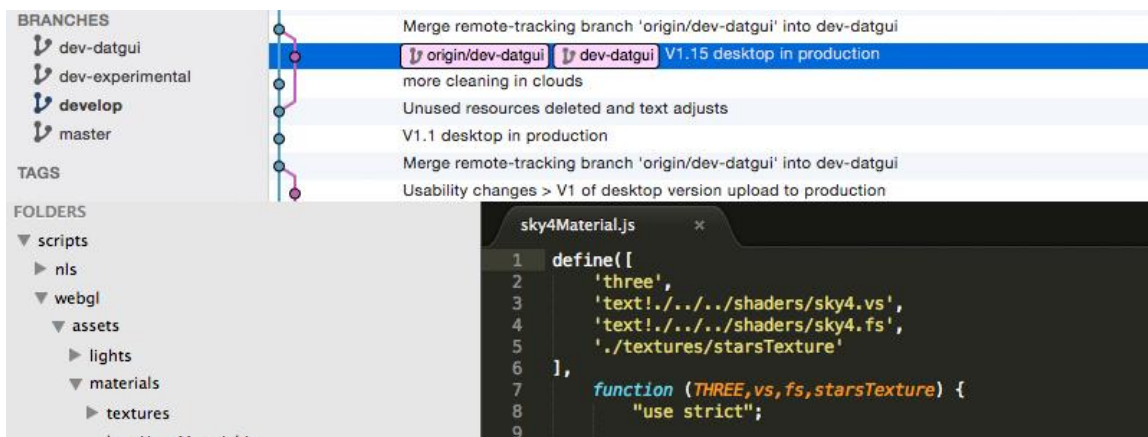 BRANCHES
dev-datgui
dev-experimental
develop
master
TAGS
Merge remote-tracking branch 'origin/dev-datgui' into dev-datgui
origin/dev-datgui dev-datgui V1.15 desktop in production
more cleaning in clouds
Unused resources deleted and text adjusts
V1.1 desktop in production
Merge remote-tracking branch 'origin/dev-datgui' into dev-datgui
Usability changes > V1 of desktop version upload to production
FOLDERS
scripts
nls
webgl
assets
lights
materials
textures
sky4Material.js ×
1 define([
2 'three',
3 'text!./../../shaders/sky4.vs',
4 'text!./../../shaders/sky4.fs',
5 './textures/starsTexture'
6 ],
7 function (THREE,vs,fs,starsTexture) {
8 "use strict";
9